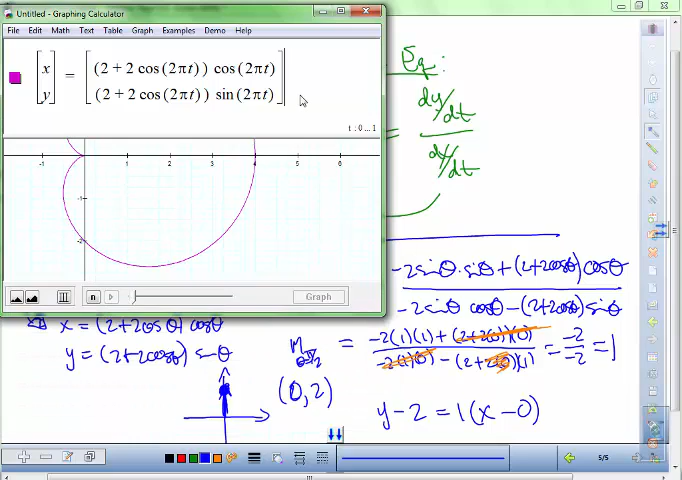 Untitled - Graphing Calculator
File Edit Math Text Graph Examples Demo Help
x = (2 + 2 cos (2πt)) cos (2πt)
y (2 + 2 cos (2πt)) sin (2πt)
t : 0 … 1
-1 1 2 3 4 5 6
-1
-2
n
Graph
Eq:
= dy/dt
dx/dt
-2sinθ·sinθ+(2+2cosθ)cosθ
-2sinθ cosθ-(2+2cosθ)sinθ
x = (2+2cosθ) cosθ
y = (2+2cosθ) sinθ
m = -2(1)(1)+(2+2(0))(0) = -2 = 1
-2(1)(0) - (2+2(0))(1) -2
(0,2)
y-2 = 1(x-0)
5/5